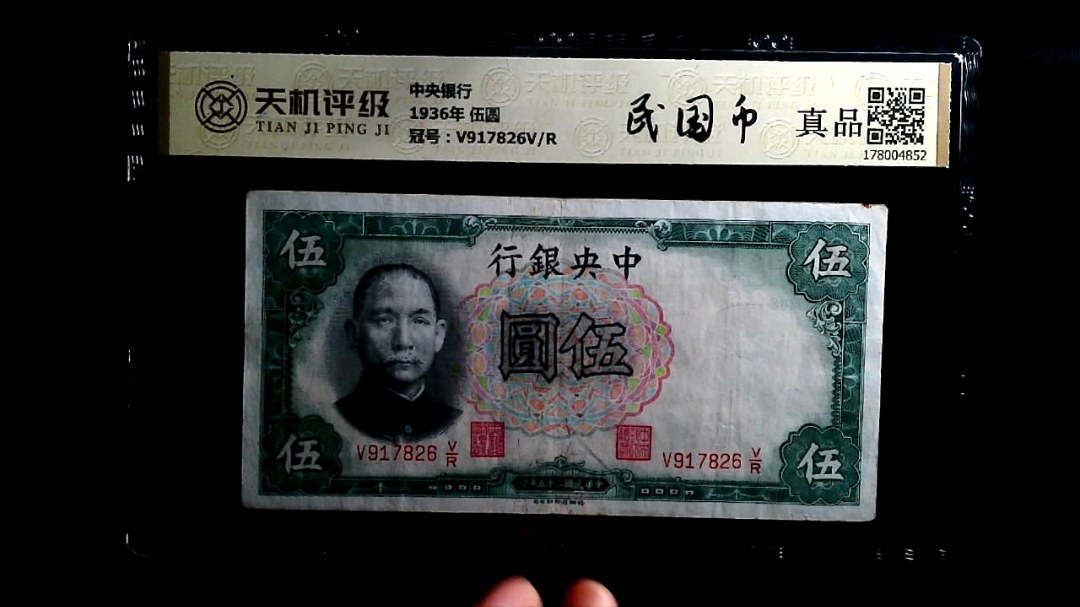 天机评级
TIAN JI PING JI
中央银行
1936年 伍圆
冠号：V917826V/R
民国币
真品
178004852
伍
伍
行銀央中
圓伍
伍
V917826 V/R
V917826 V/R
伍